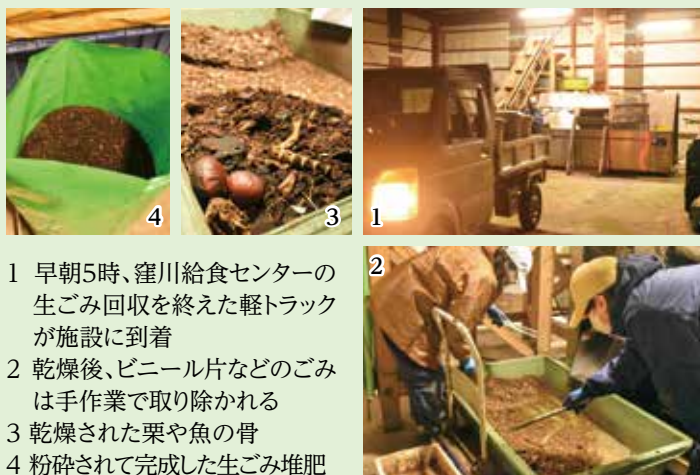 4
3
1
2
1 早朝5時、窪川給食センターの
生ごみ回収を終えた軽トラック
が施設に到着
2 乾燥後、ビニール片などのごみ
は手作業で取り除かれる
3 乾燥された栗や魚の骨
4 粉砕されて完成した生ごみ堆肥